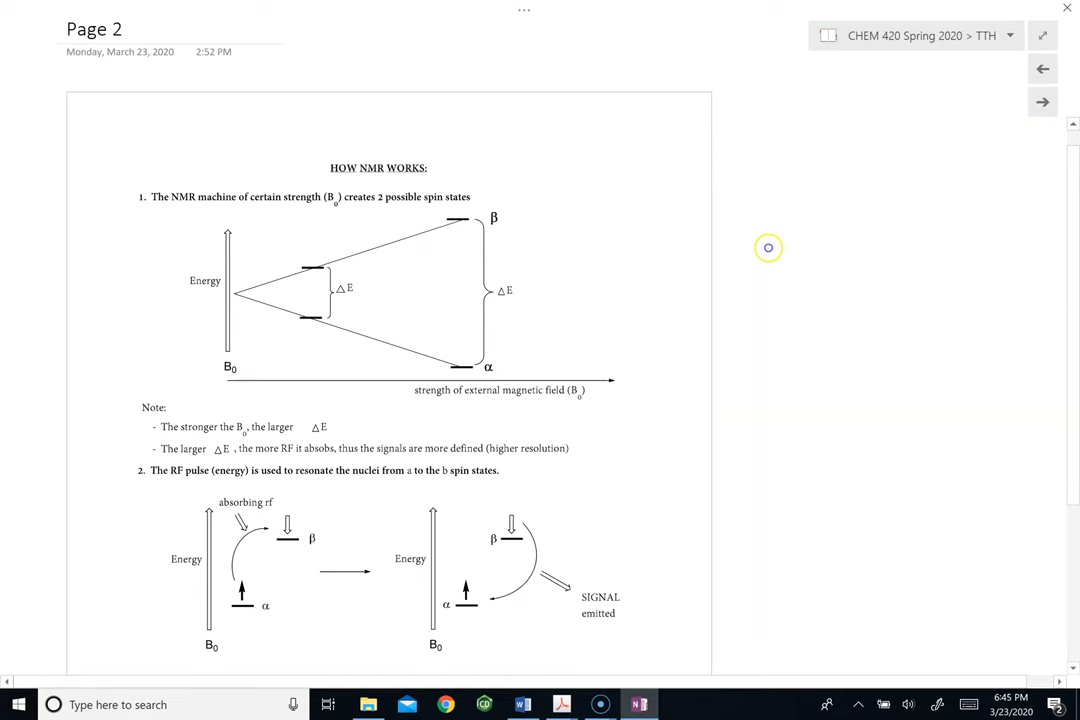 Page 2
Monday, March 23, 2020 2:52 PM
CHEM 420 Spring 2020 > TTH
HOW NMR WORKS:
1. The NMR machine of certain strength (B0) creates 2 possible spin states
β
Energy
△E
△E
B0
α
strength of external magnetic field (B0)
Note:
- The stronger the B0, the larger △E
- The larger △E , the more RF it absobs, thus the signals are more defined (higher resolution)
2. The RF pulse (energy) is used to resonate the nuclei from a to the b spin states.
absorbing rf
β
β
Energy
Energy
SIGNAL
emitted
α
α
B0
B0
Type here to search
6:45 PM
3/23/2020
2